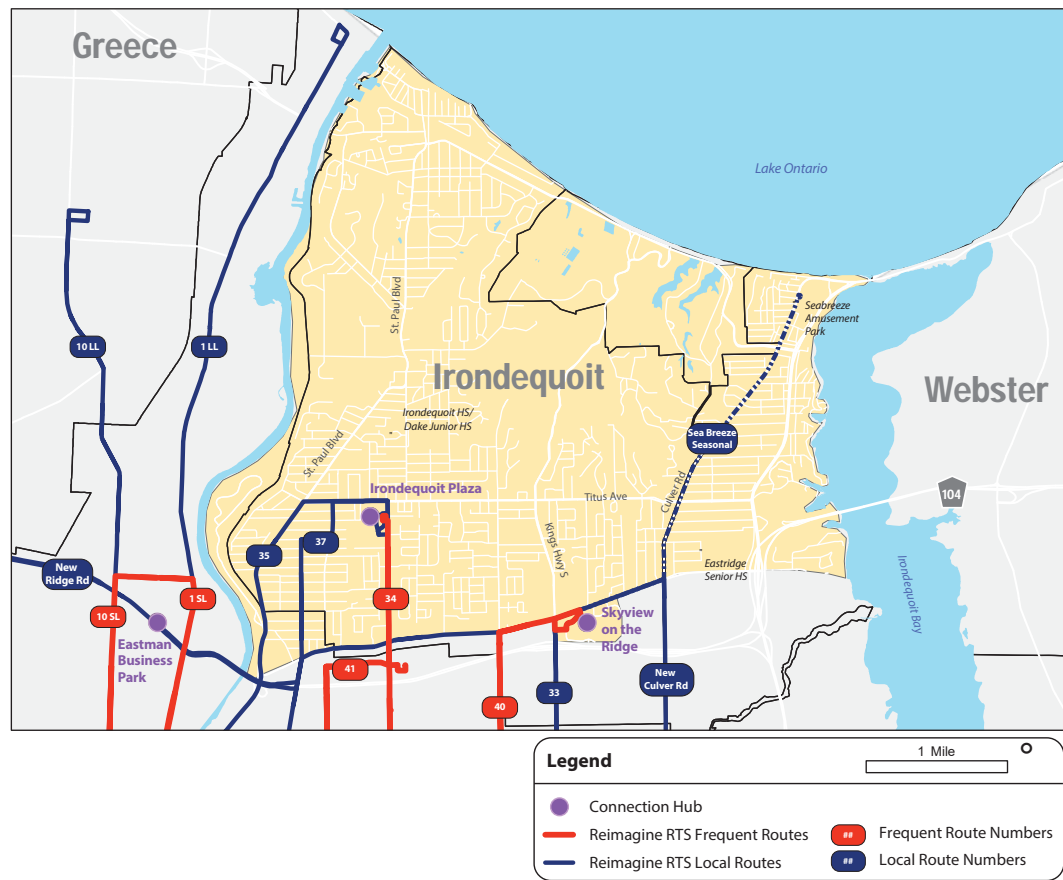 Greece
Lake Ontario
St. Paul Blvd
Seabreeze
Amusement
Park
10 LL
1 LL
Irondequoit
Webster
Irondequoit HS/
Dake Junior HS
Sea Breeze
Seasonal
St. Paul Blvd
Irondequoit Plaza
Titus Ave
Culver Rd
104
35
37
Kings Hwy S
Eastridge
Senior HS
New
Ridge Rd
Irondequoit Bay
10 SL
1 SL
34
Skyview
on the
Ridge
Eastman
Business
Park
41
New
Culver Rd
33
40
Legend
1 Mile
Connection Hub
Reimagine RTS Frequent Routes
## Frequent Route Numbers
Reimagine RTS Local Routes
## Local Route Numbers